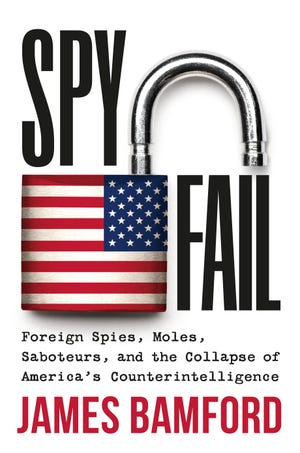 SPY
FAIL
Foreign Spies, Moles,
Saboteurs, and the Collapse of
America's Counterintelligence
JAMES BAMFORD